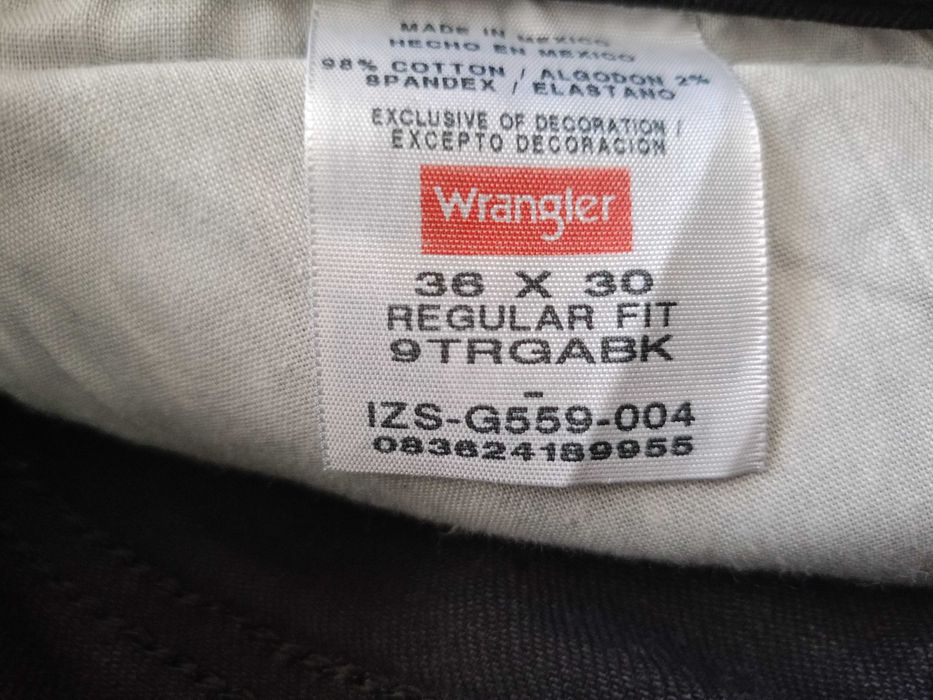 MADE IN MEXICO
HECHO EN MEXICO
98% COTTON / ALGODON 2%
SPANDEX / ELASTANO
EXCLUSIVE OF DECORATION /
EXCEPTO DECORACION
Wrangler
36 X 30
REGULAR FIT
9TRGABK
-
IZS-G559-004
083624189955